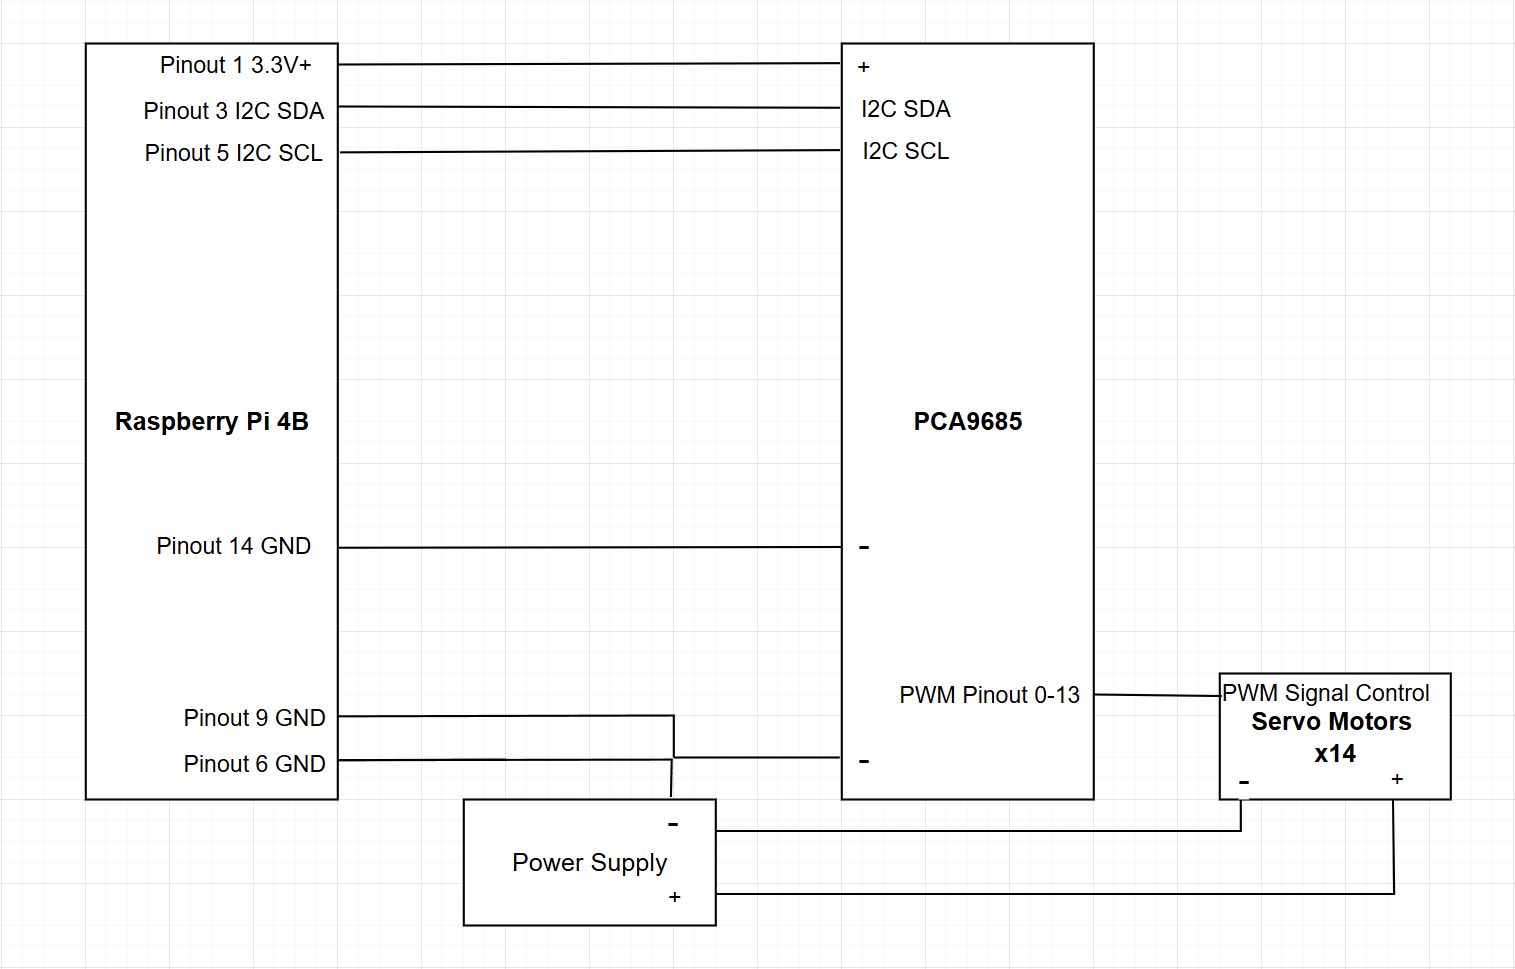 Pinout 1 3.3V+
Pinout 3 I2C SDA
Pinout 5 I2C SCL
Raspberry Pi 4B
Pinout 14 GND
Pinout 9 GND
Pinout 6 GND
+
I2C SDA
I2C SCL
PCA9685
-
PWM Pinout 0-13
-
PWM Signal Control
Servo Motors
x14
- +
-
Power Supply
+